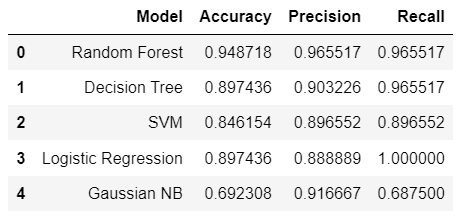 Model Accuracy Precision Recall
0 Random Forest 0.948718 0.965517 0.965517
1 Decision Tree 0.897436 0.903226 0.965517
2 SVM 0.846154 0.896552 0.896552
3 Logistic Regression 0.897436 0.888889 1.000000
4 Gaussian NB 0.692308 0.916667 0.687500